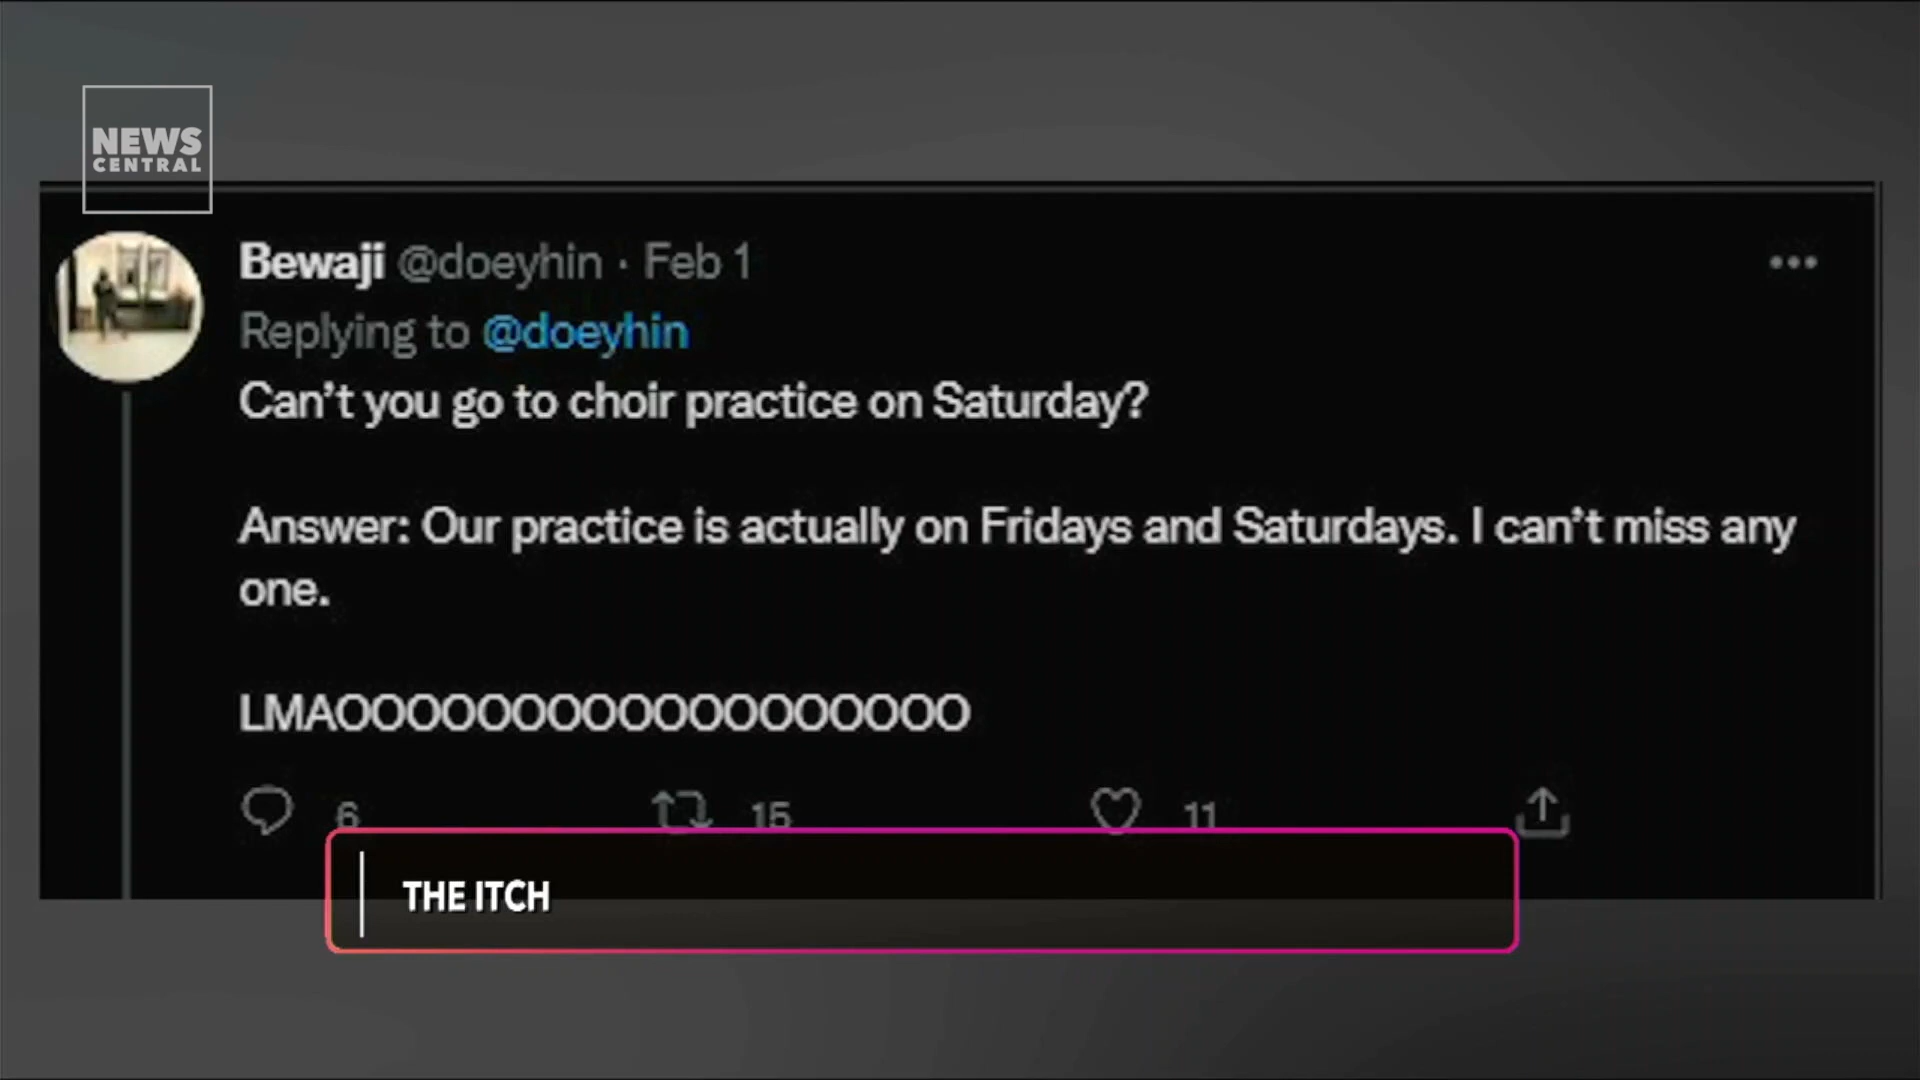 NEWS
CENTRAL
Bewaji @doeyhin · Feb 1
Replying to @doeyhin
Can't you go to choir practice on Saturday?
Answer: Our practice is actually on Fridays and Saturdays. I can't miss any
one.
LMAOOOOOOOOOOOOOOOOOO
6 15 11
THE ITCH